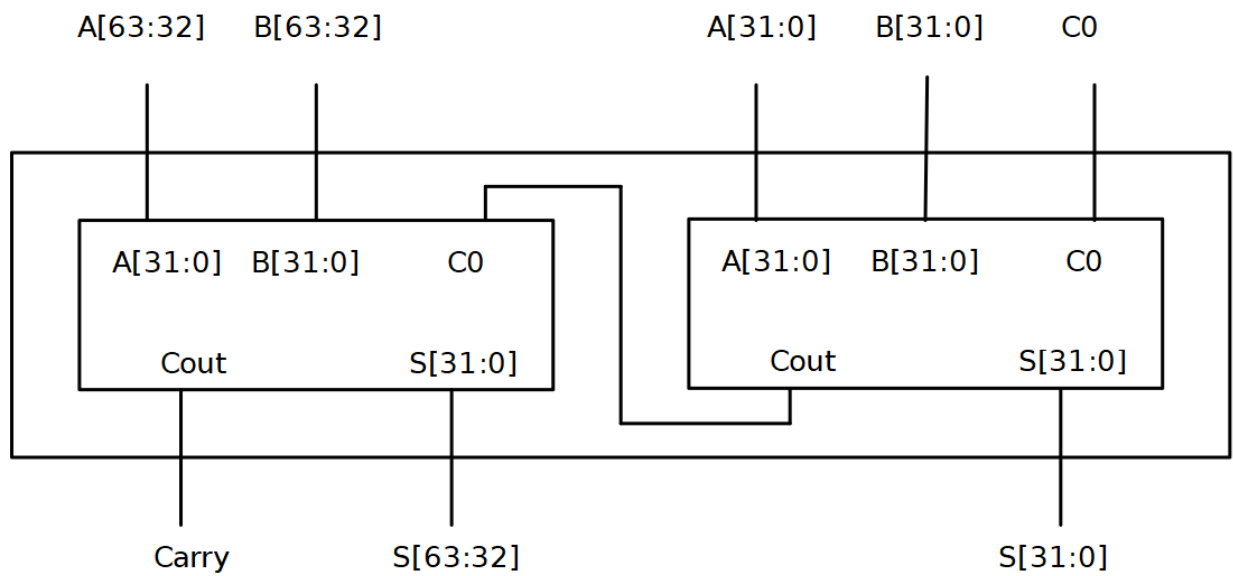 A[63:32] B[63:32] A[31:0] B[31:0] C0
A[31:0] B[31:0] C0 A[31:0] B[31:0] C0
Cout S[31:0] Cout S[31:0]
Carry S[63:32] S[31:0]